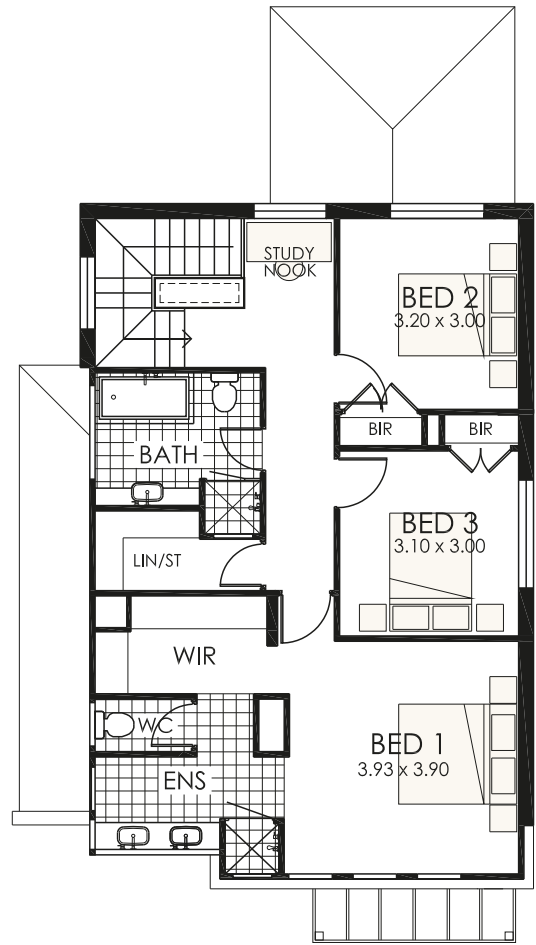 STUDY
NOOK
BED 2
3.20 x 3.00
BIR
BIR
BATH
BED 3
3.10 x 3.00
LIN/ST
WIR
WC
BED 1
3.93 x 3.90
ENS